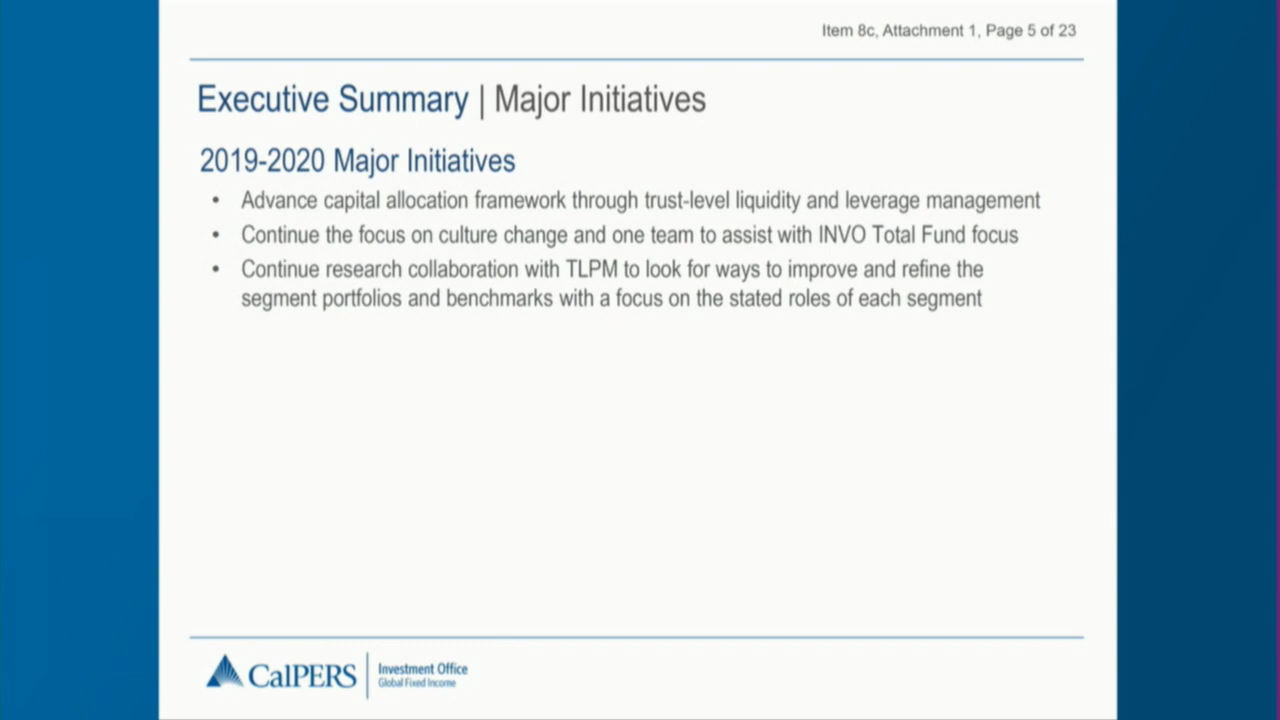 Item 8c, Attachment 1, Page 5 of 23
Executive Summary | Major Initiatives
2019-2020 Major Initiatives
• Advance capital allocation framework through trust-level liquidity and leverage management
• Continue the focus on culture change and one team to assist with INVO Total Fund focus
• Continue research collaboration with TLPM to look for ways to improve and refine the
segment portfolios and benchmarks with a focus on the stated roles of each segment
CalPERS
Investment Office
Global Fixed Income